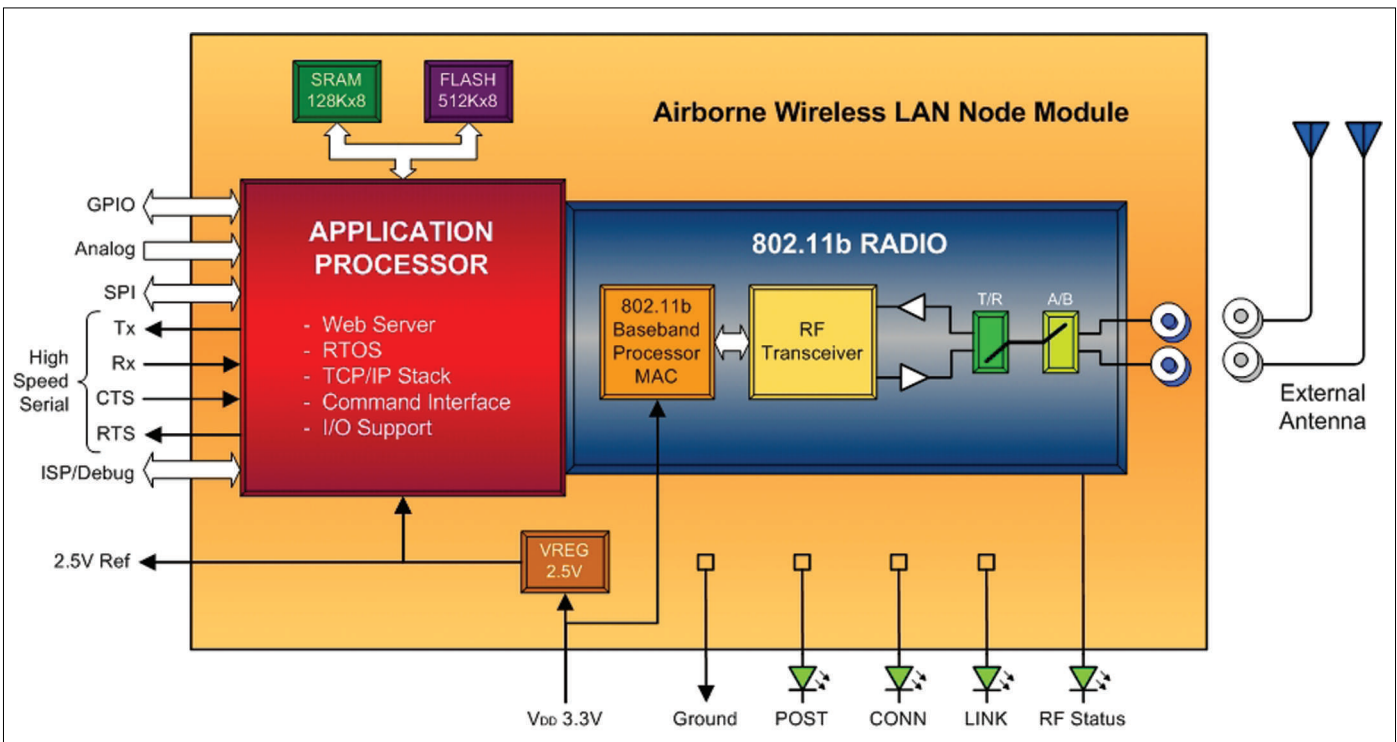 SRAM
128Kx8
FLASH
512Kx8
Airborne Wireless LAN Node Module
GPIO
Analog
SPI
Tx
Rx
CTS
RTS
High
Speed
Serial
ISP/Debug
2.5V Ref
APPLICATION
PROCESSOR
- Web Server
- RTOS
- TCP/IP Stack
- Command Interface
- I/O Support
802.11b RADIO
802.11b
Baseband
Processor
MAC
RF
Transceiver
T/R
A/B
External
Antenna
VREG
2.5V
VDD 3.3V
Ground
POST
CONN
LINK
RF Status